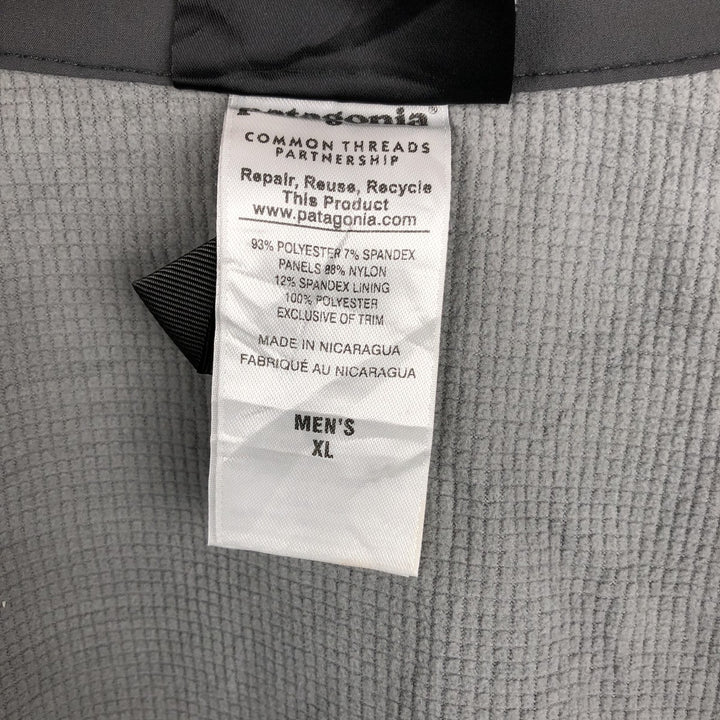 patagonia®
COMMON THREADS
PARTNERSHIP
Repair, Reuse, Recycle
This Product
www.patagonia.com
93% POLYESTER 7% SPANDEX
PANELS 88% NYLON
12% SPANDEX LINING
100% POLYESTER
EXCLUSIVE OF TRIM
MADE IN NICARAGUA
FABRIQUÉ AU NICARAGUA
MEN'S
XL